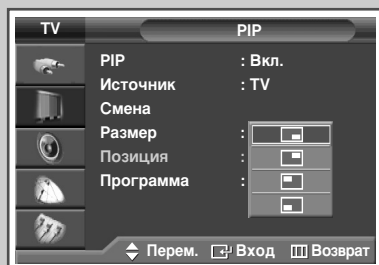 TV PIP
PIP : Вкл.
Источник : TV
Смена
Размер :
Позиция :
Программа :
Перем. Вход Возврат